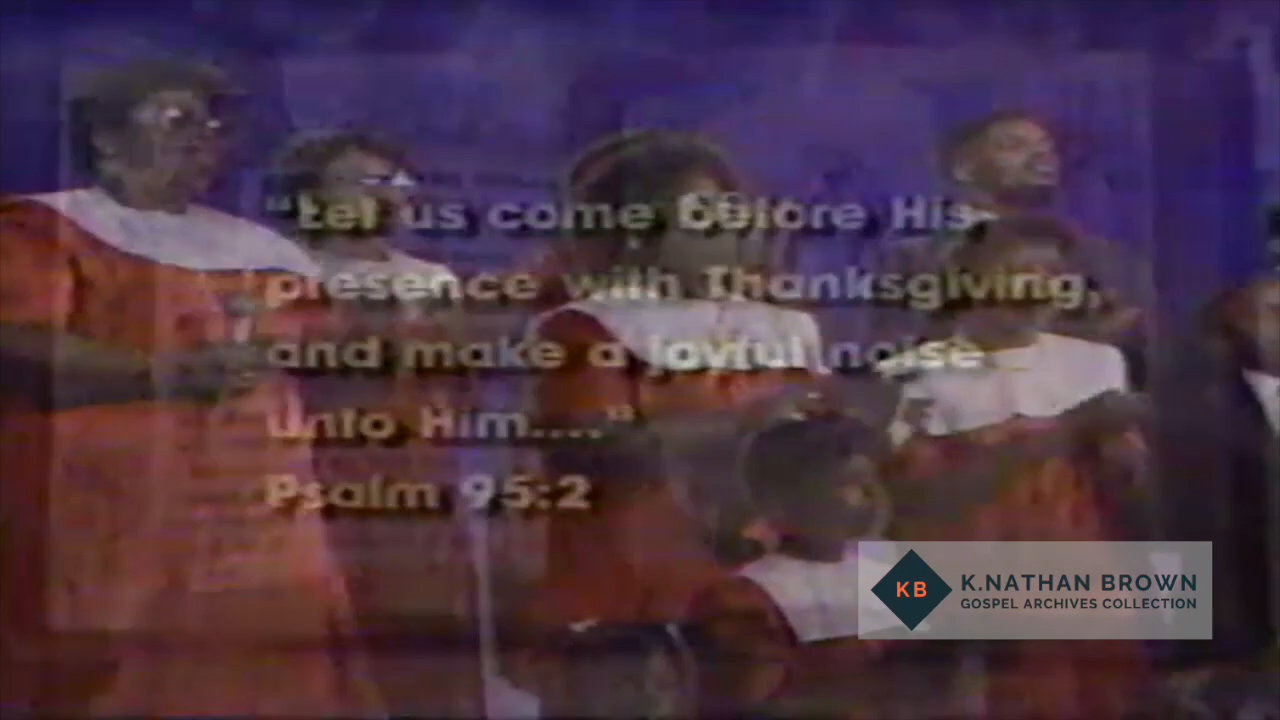 "Let us come before His
presence with Thanksgiving,
and make a joyful noise
unto Him...."
Psalm 95:2
KB
K.NATHAN BROWN
GOSPEL ARCHIVES COLLECTION